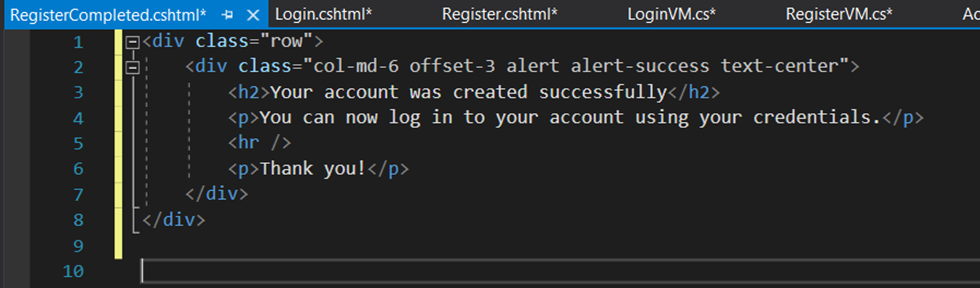 RegisterCompleted.cshtml* Login.cshtml* Register.cshtml* LoginVM.cs* RegisterVM.cs*
1 <div class="row">
2 <div class="col-md-6 offset-3 alert alert-success text-center">
3 <h2>Your account was created successfully</h2>
4 <p>You can now log in to your account using your credentials.</p>
5 <hr />
6 <p>Thank you!</p>
7 </div>
8 </div>
9
10